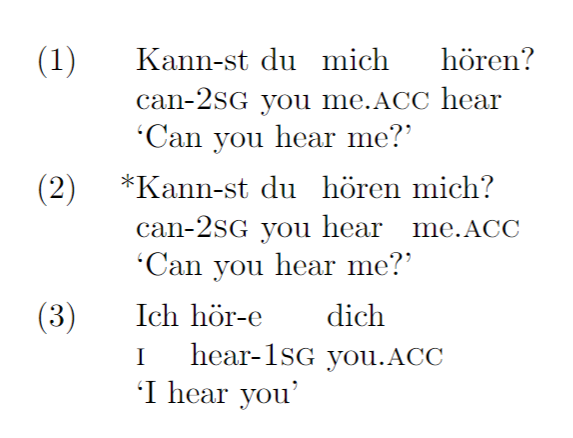 (1) Kann-st du mich hören?
can-2SG you me.ACC hear
‘Can you hear me?’
(2) *Kann-st du hören mich?
can-2SG you hear me.ACC
‘Can you hear me?’
(3) Ich hör-e dich
I hear-1SG you.ACC
‘I hear you’